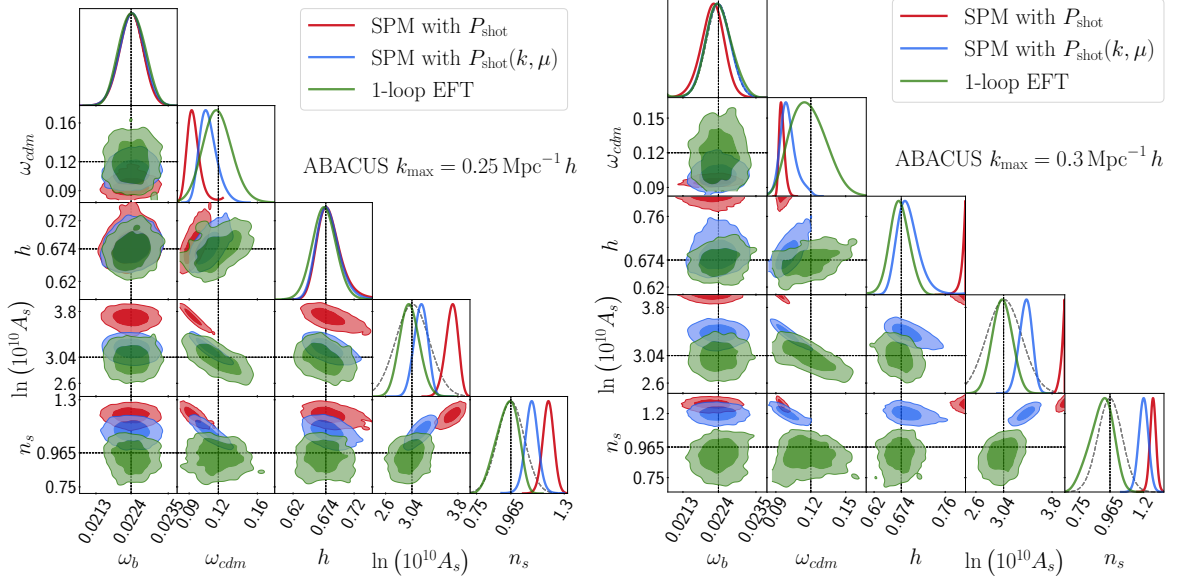 SPM with P_shot
SPM with P_shot(k, μ)
1-loop EFT
ABACUS k_max = 0.25 Mpc⁻¹ h
0.16
0.12
0.09
ω_cdm
0.72
0.674
0.62
h
3.8
3.04
2.6
ln (10¹⁰ A_s)
1.3
0.965
0.75
n_s
0.0213
0.0224
0.0235
ω_b
0.09
0.12
0.16
ω_cdm
0.62
0.674
0.72
h
2.6
3.04
3.8
ln (10¹⁰ A_s)
0.75
0.965
1.3
n_s
SPM with P_shot
SPM with P_shot(k, μ)
1-loop EFT
ABACUS k_max = 0.3 Mpc⁻¹ h
0.15
0.12
0.09
ω_cdm
0.76
0.674
0.62
h
3.8
3.04
2.6
ln (10¹⁰ A_s)
1.2
0.965
0.75
n_s
0.0213
0.0224
0.0235
ω_b
0.09
0.12
0.15
ω_cdm
0.62
0.674
0.76
h
2.6
3.04
3.8
ln (10¹⁰ A_s)
0.75
0.965
1.2
n_s